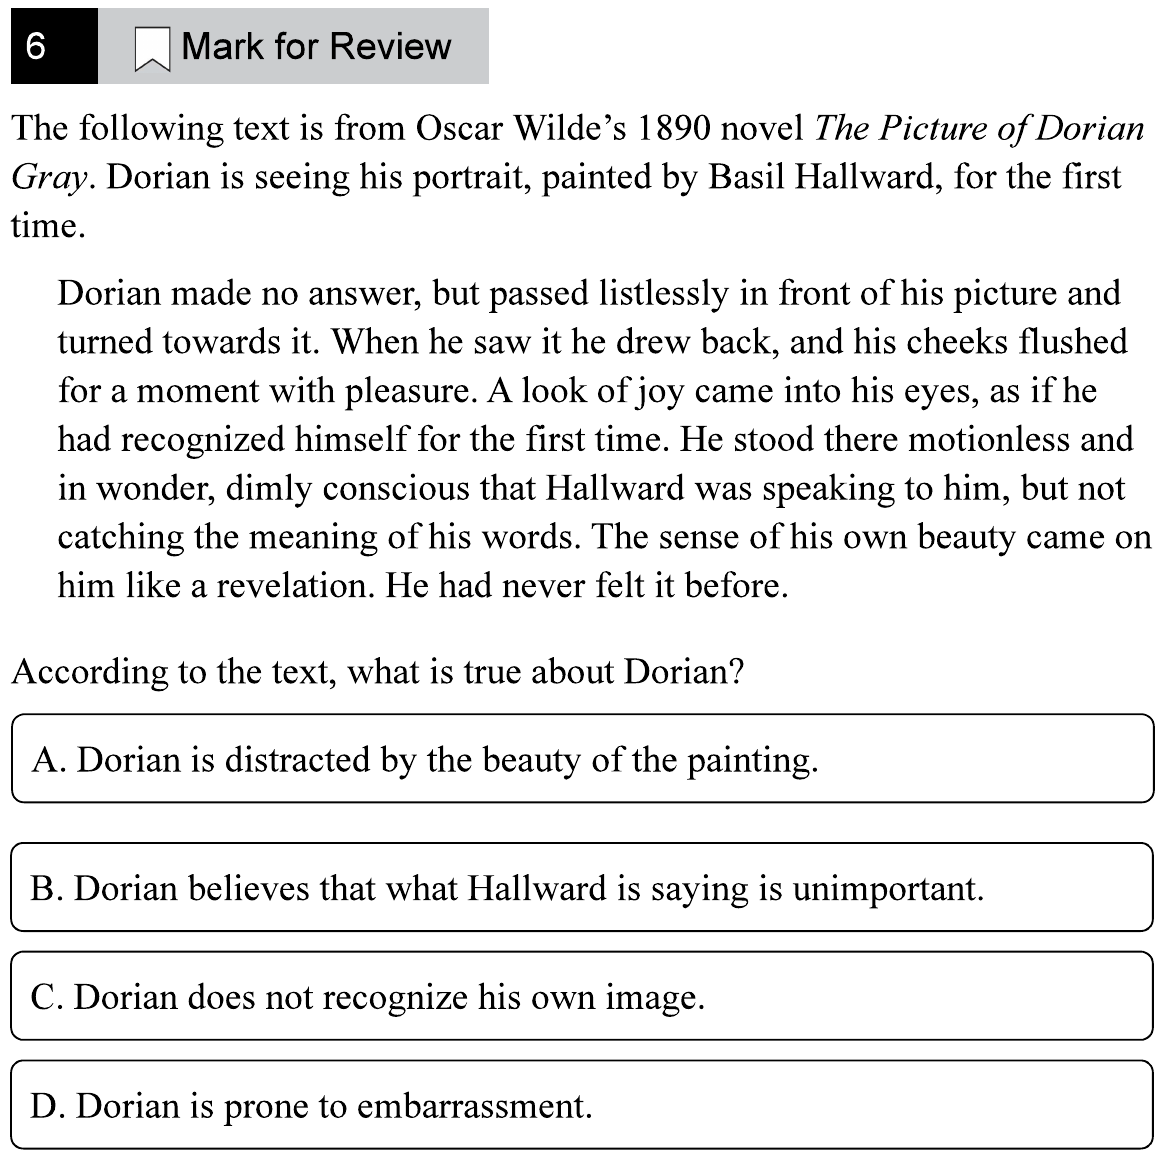 6 Mark for Review
The following text is from Oscar Wilde’s 1890 novel The Picture of Dorian
Gray. Dorian is seeing his portrait, painted by Basil Hallward, for the first
time.
Dorian made no answer, but passed listlessly in front of his picture and
turned towards it. When he saw it he drew back, and his cheeks flushed
for a moment with pleasure. A look of joy came into his eyes, as if he
had recognized himself for the first time. He stood there motionless and
in wonder, dimly conscious that Hallward was speaking to him, but not
catching the meaning of his words. The sense of his own beauty came on
him like a revelation. He had never felt it before.
According to the text, what is true about Dorian?
A. Dorian is distracted by the beauty of the painting.
B. Dorian believes that what Hallward is saying is unimportant.
C. Dorian does not recognize his own image.
D. Dorian is prone to embarrassment.